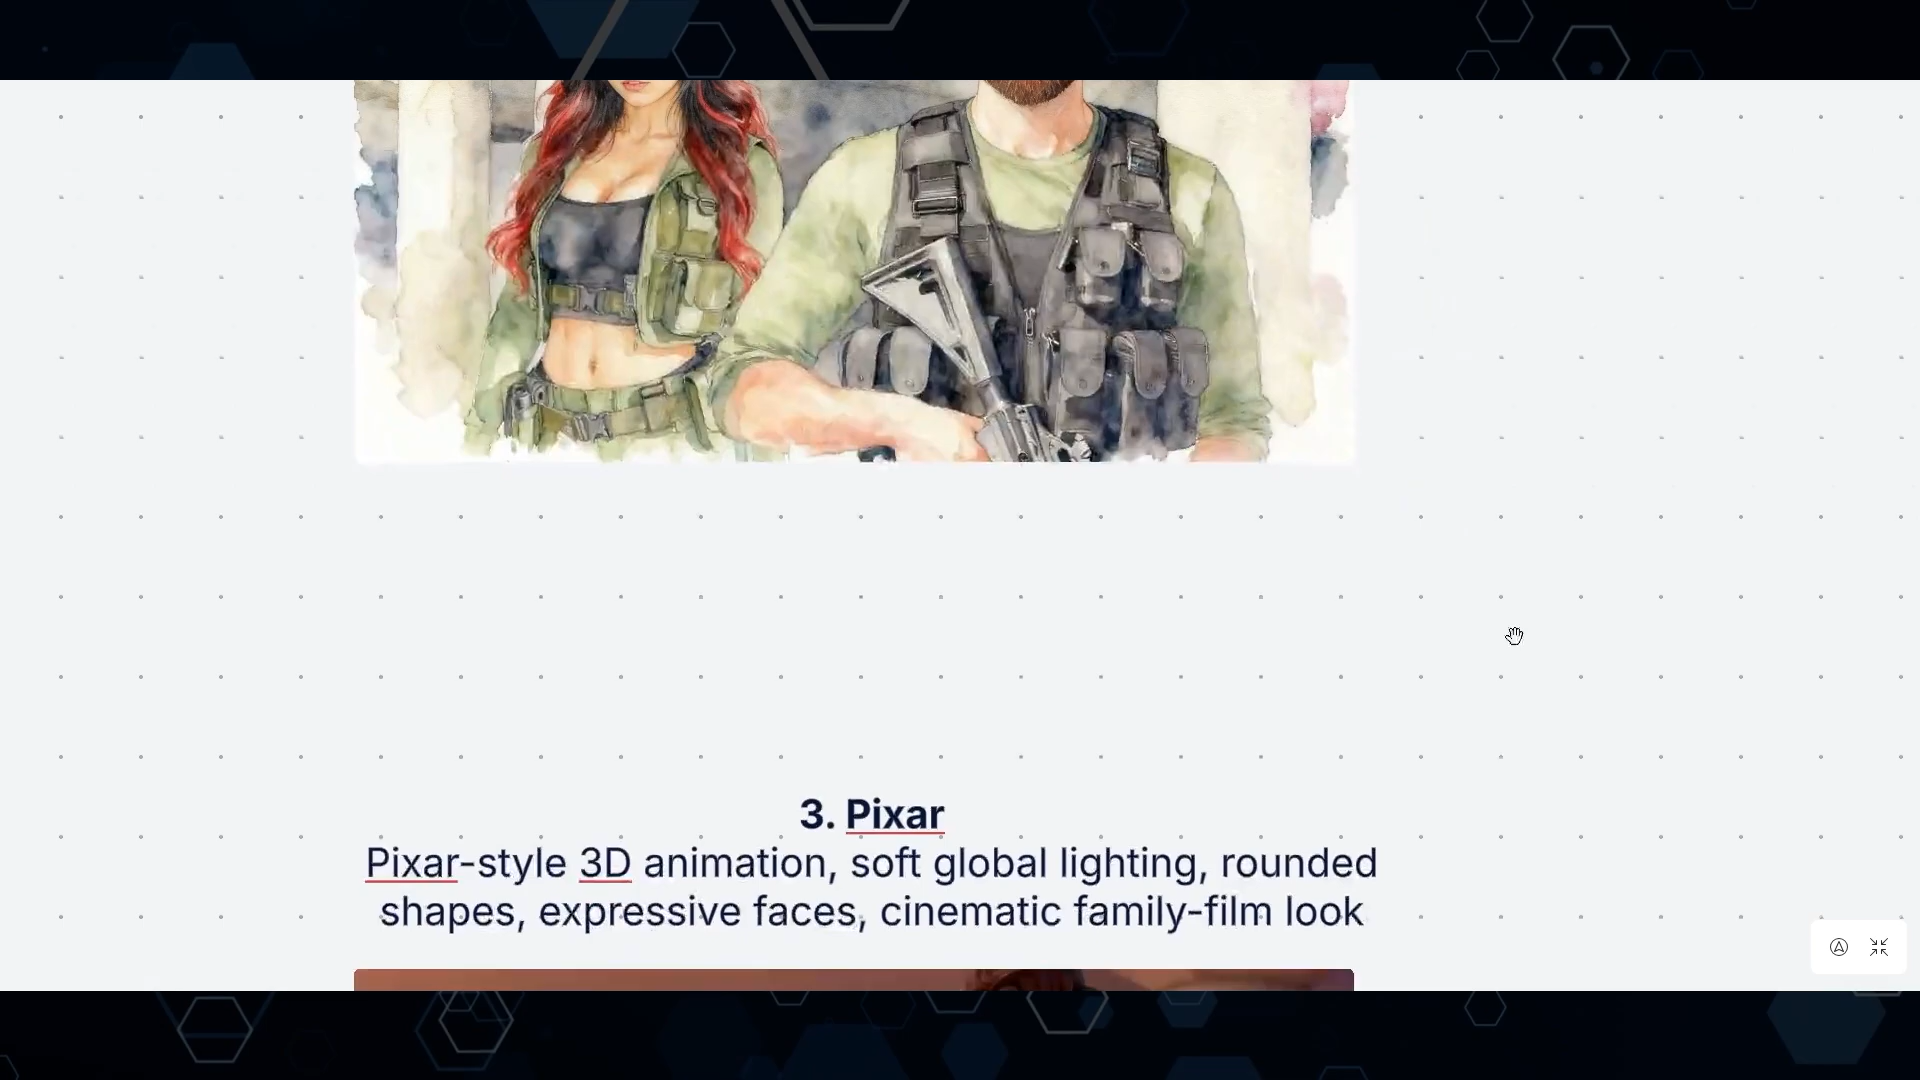 3. Pixar
Pixar-style 3D animation, soft global lighting, rounded
shapes, expressive faces, cinematic family-film look